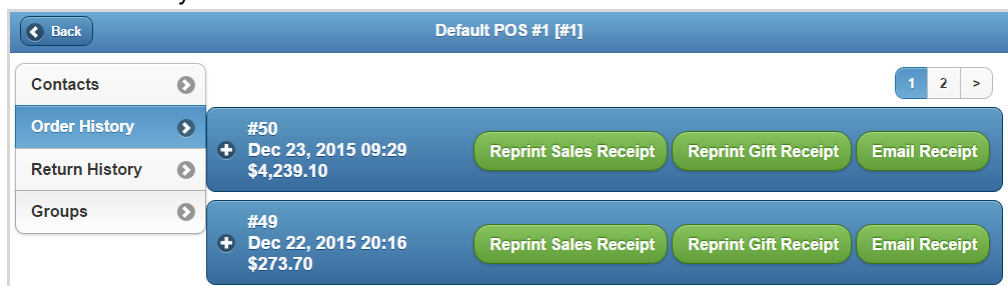 Back
Default POS #1 [#1]
Contacts
Order History
Return History
Groups
1 2 >
#50
Dec 23, 2015 09:29
$4,239.10
Reprint Sales Receipt
Reprint Gift Receipt
Email Receipt
#49
Dec 22, 2015 20:16
$273.70
Reprint Sales Receipt
Reprint Gift Receipt
Email Receipt